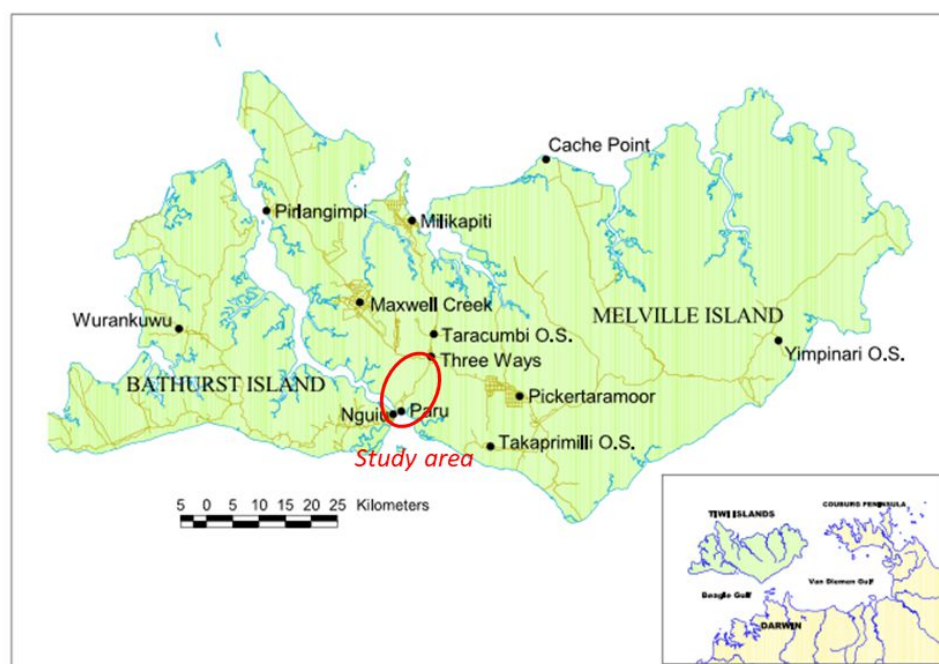 Cache Point
Pirlangimpi
Milikapiti
Maxwell Creek
MELVILLE ISLAND
Wurankuwu
Taracumbi O.S.
Yimpinari O.S.
Three Ways
BATHURST ISLAND
Pickertaramoor
Nguiu
Paru
Takaprimilli O.S.
Study area
5 0 5 10 15 20 25 Kilometers
COUBURG PENINSULA
TIWI ISLANDS
Van Diemen Gulf
Beagle Gulf
DARWIN